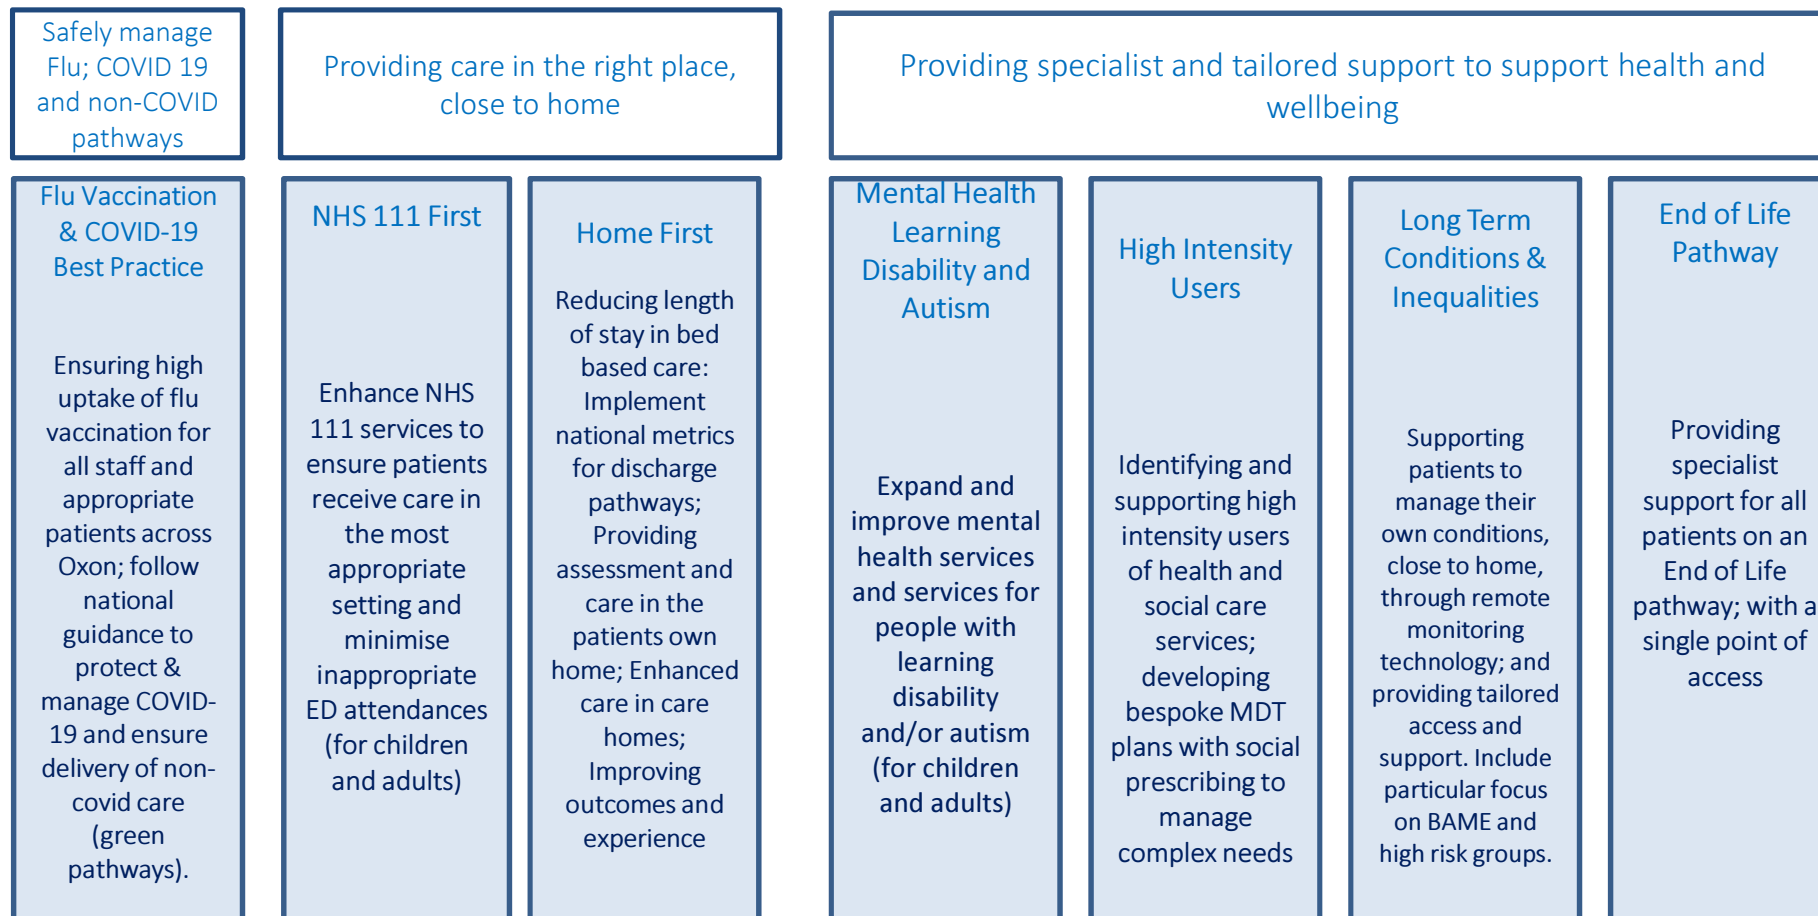 Safely manage
Flu; COVID 19
and non-COVID
pathways
Providing care in the right place,
close to home
Providing specialist and tailored support to support health and
wellbeing
Flu Vaccination
& COVID-19
Best Practice
Ensuring high
uptake of flu
vaccination for
all staff and
appropriate
patients across
Oxon; follow
national
guidance to
protect &
manage COVID-
19 and ensure
delivery of non-
covid care
(green
pathways).
NHS 111 First
Enhance NHS
111 services to
ensure patients
receive care in
the most
appropriate
setting and
minimise
inappropriate
ED attendances
(for children
and adults)
Home First
Reducing length
of stay in bed
based care:
Implement
national metrics
for discharge
pathways;
Providing
assessment and
care in the
patients own
home; Enhanced
care in care
homes;
Improving
outcomes and
experience
Mental Health
Learning
Disability and
Autism
Expand and
improve mental
health services
and services for
people with
learning
disability
and/or autism
(for children
and adults)
High Intensity
Users
Identifying and
supporting high
intensity users
of health and
social care
services;
developing
bespoke MDT
plans with social
prescribing to
manage
complex needs
Long Term
Conditions &
Inequalities
Supporting
patients to
manage their
own conditions,
close to home,
through remote
monitoring
technology; and
providing tailored
access and
support. Include
particular focus
on BAME and
high risk groups.
End of Life
Pathway
Providing
specialist
support for all
patients on an
End of Life
pathway; with a
single point of
access